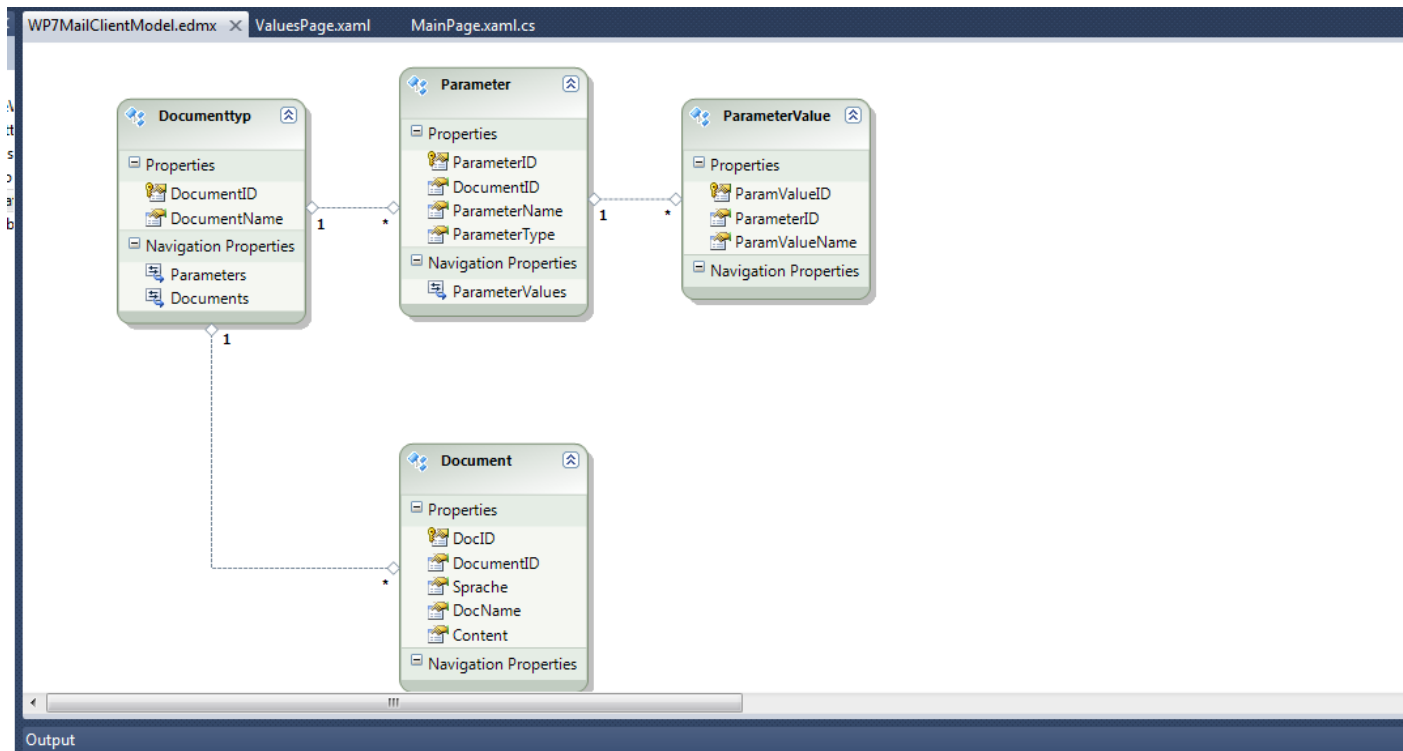 WP7MailClientModel.edmx ValuesPage.xaml MainPage.xaml.cs
Documenttyp
Properties
DocumentID
DocumentName
Navigation Properties
Parameters
Documents
1
*
Parameter
Properties
ParameterID
DocumentID
ParameterName
ParameterType
Navigation Properties
ParameterValues
1
*
ParameterValue
Properties
ParamValueID
ParameterID
ParamValueName
Navigation Properties
1
*
Document
Properties
DocID
DocumentID
Sprache
DocName
Content
Navigation Properties
Output